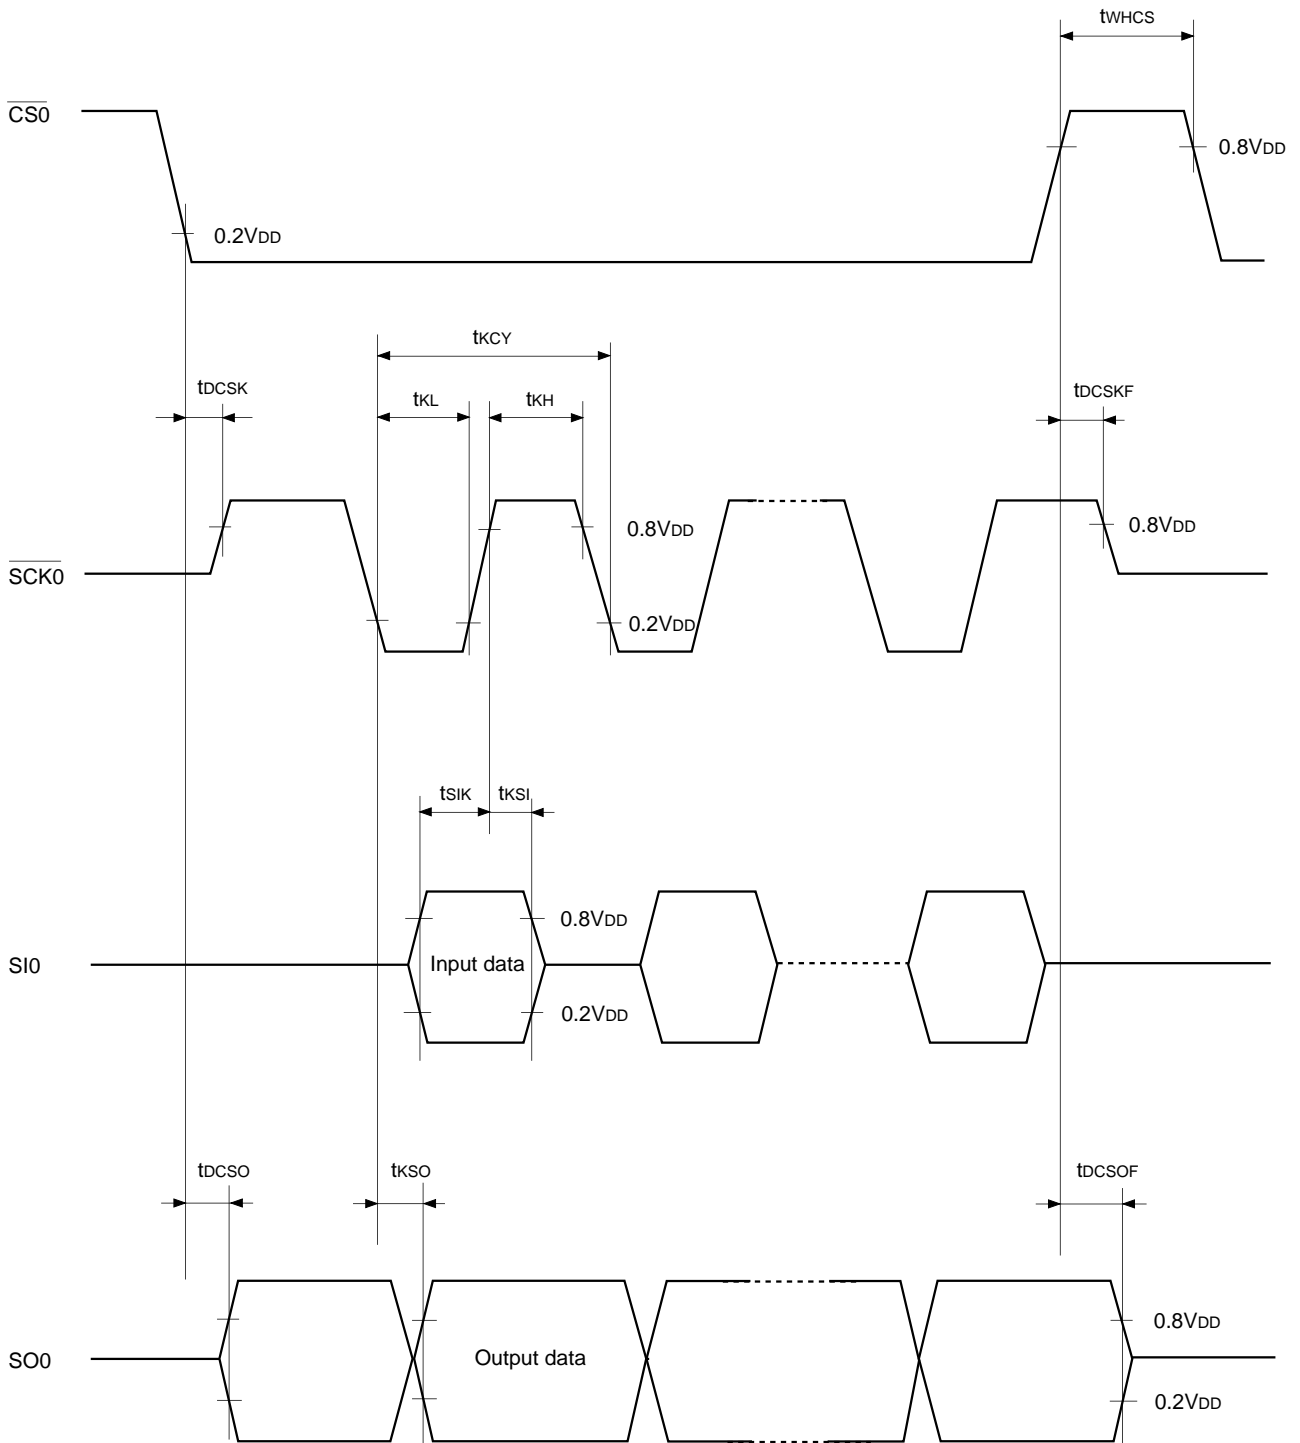 tWHCS
CS0
0.8VDD
0.2VDD
tKCY
tDCSK
tKL
tKH
tDCSKF
0.8VDD
0.8VDD
SCK0
0.2VDD
tSIK
tKSI
0.8VDD
SI0
Input data
0.2VDD
tDCSO
tKSO
tDCSOF
0.8VDD
SO0
Output data
0.2VDD